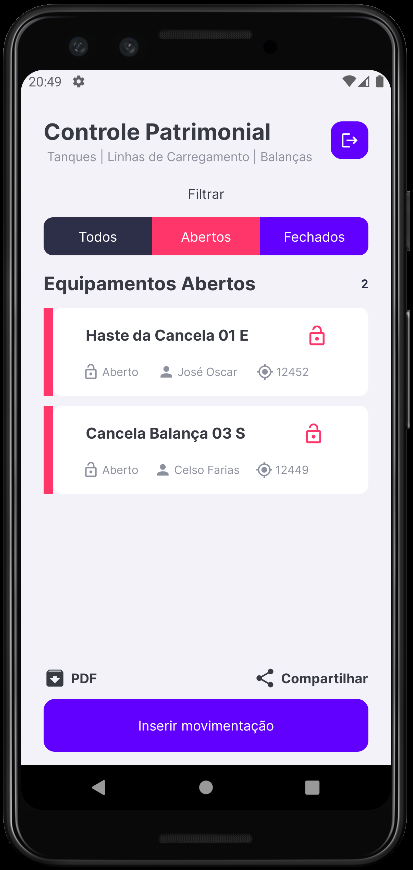 20:49
Controle Patrimonial
Tanques | Linhas de Carregamento | Balanças
Filtrar
Todos Abertos Fechados
Equipamentos Abertos 2
Haste da Cancela 01 E
Aberto José Oscar 12452
Cancela Balança 03 S
Aberto Celso Farias 12449
PDF Compartilhar
Inserir movimentação